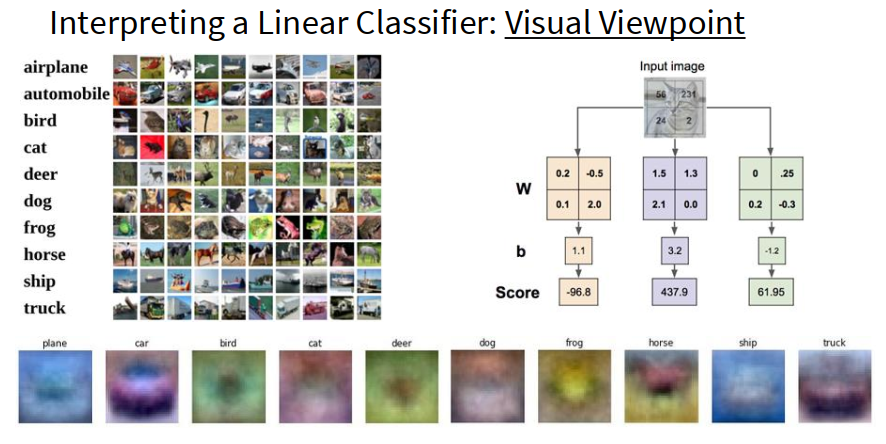 Interpreting a Linear Classifier: Visual Viewpoint
airplane
automobile
bird
cat
deer
dog
frog
horse
ship
truck
Input image
56 231
24 2
W
0.2 -0.5
0.1 2.0
1.5 1.3
2.1 0.0
0 .25
0.2 -0.3
b
1.1
3.2
-1.2
Score
-96.8
437.9
61.95
plane car bird cat deer dog frog horse ship truck